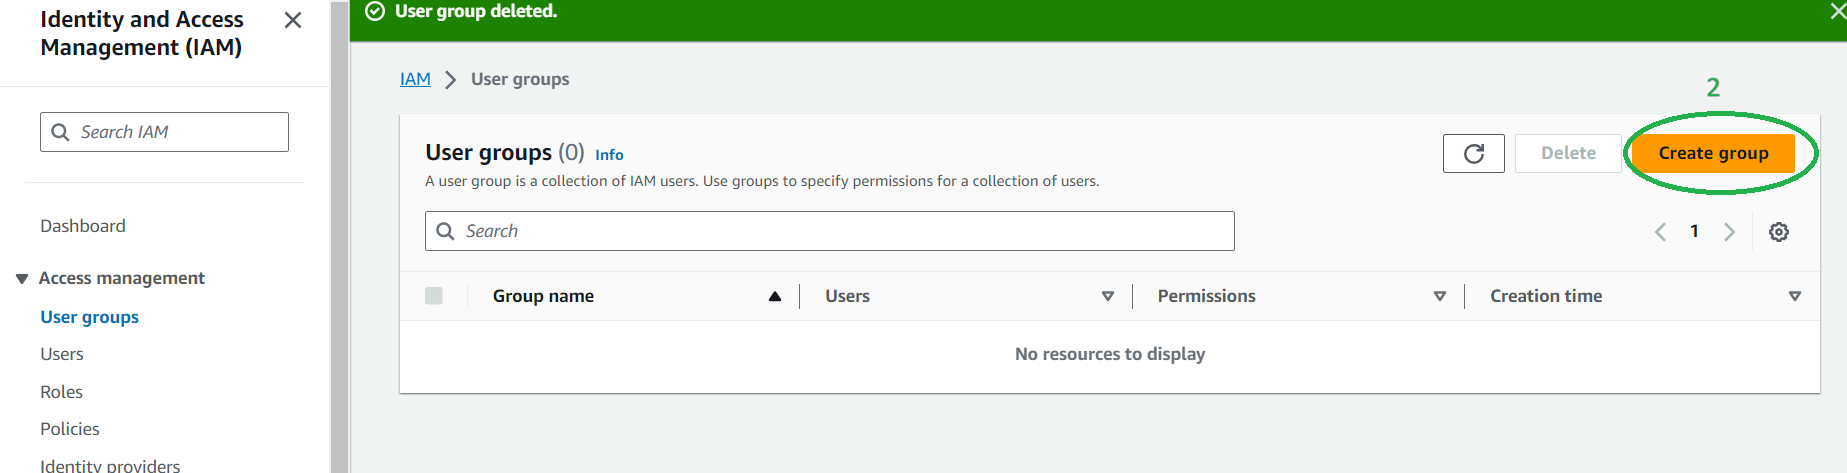 Identity and Access
Management (IAM)
Search IAM
Dashboard
Access management
User groups
Users
Roles
Policies
Identity providers
User group deleted.
IAM > User groups
2
User groups (0) Info
A user group is a collection of IAM users. Use groups to specify permissions for a collection of users.
Delete
Create group
Search
1
Group name
Users
Permissions
Creation time
No resources to display